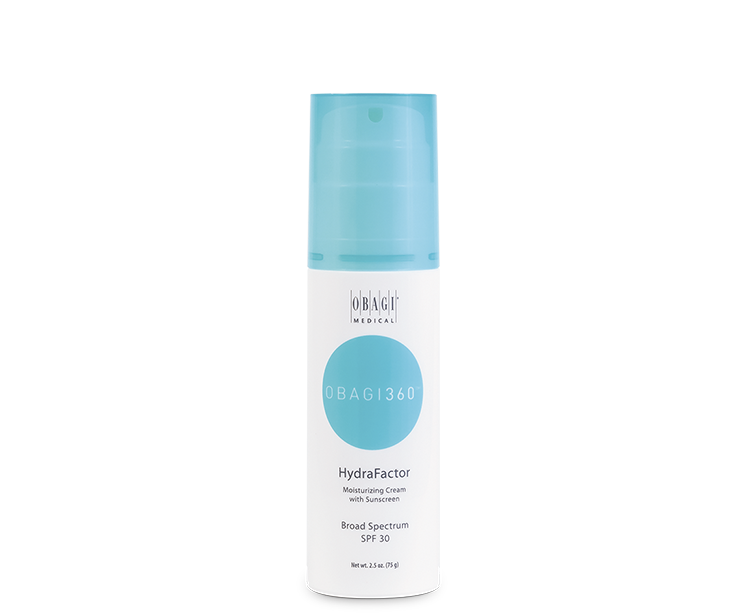 OBAGI
MEDICAL
OBAGI360
HydraFactor
Moisturizing Cream
with Sunscreen
Broad Spectrum
SPF 30
Net wt. 2.5 oz. (75 g)